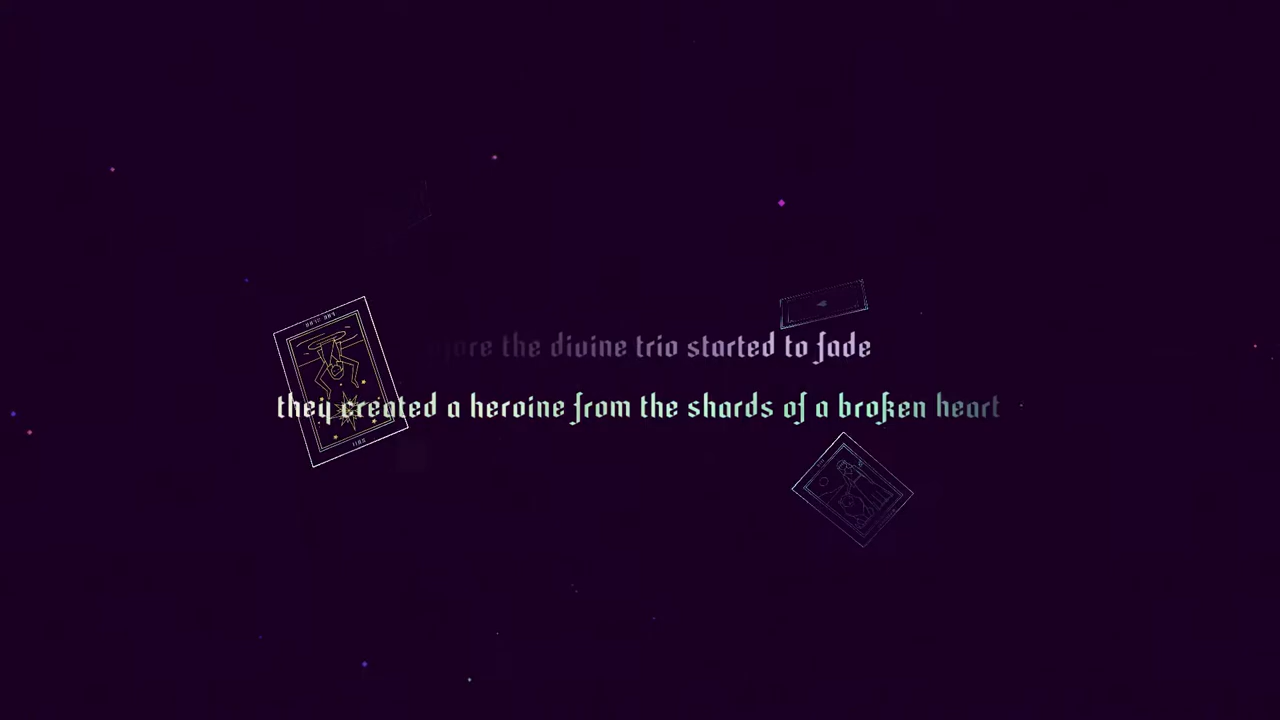 the divine trio started to fade
they created a heroine from the shards of a broken heart